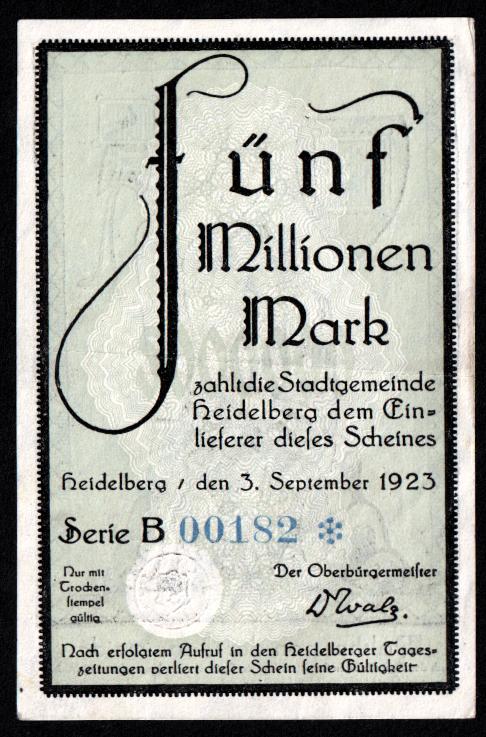 Fünf
Millionen
Mark
zahlt die Stadtgemeinde
Heidelberg dem Ein=
lieferer dieſes Scheines
Heidelberg, den 3. September 1923
Serie B 00182 *
Nur mit
Trocken-
ſtempel
gültig
Der Oberbürgermeiſter
D Walz.
Nach erfolgtem Aufruf in den Heidelberger Tages=
zeitungen verliert dieſer Schein ſeine Gültigkeit